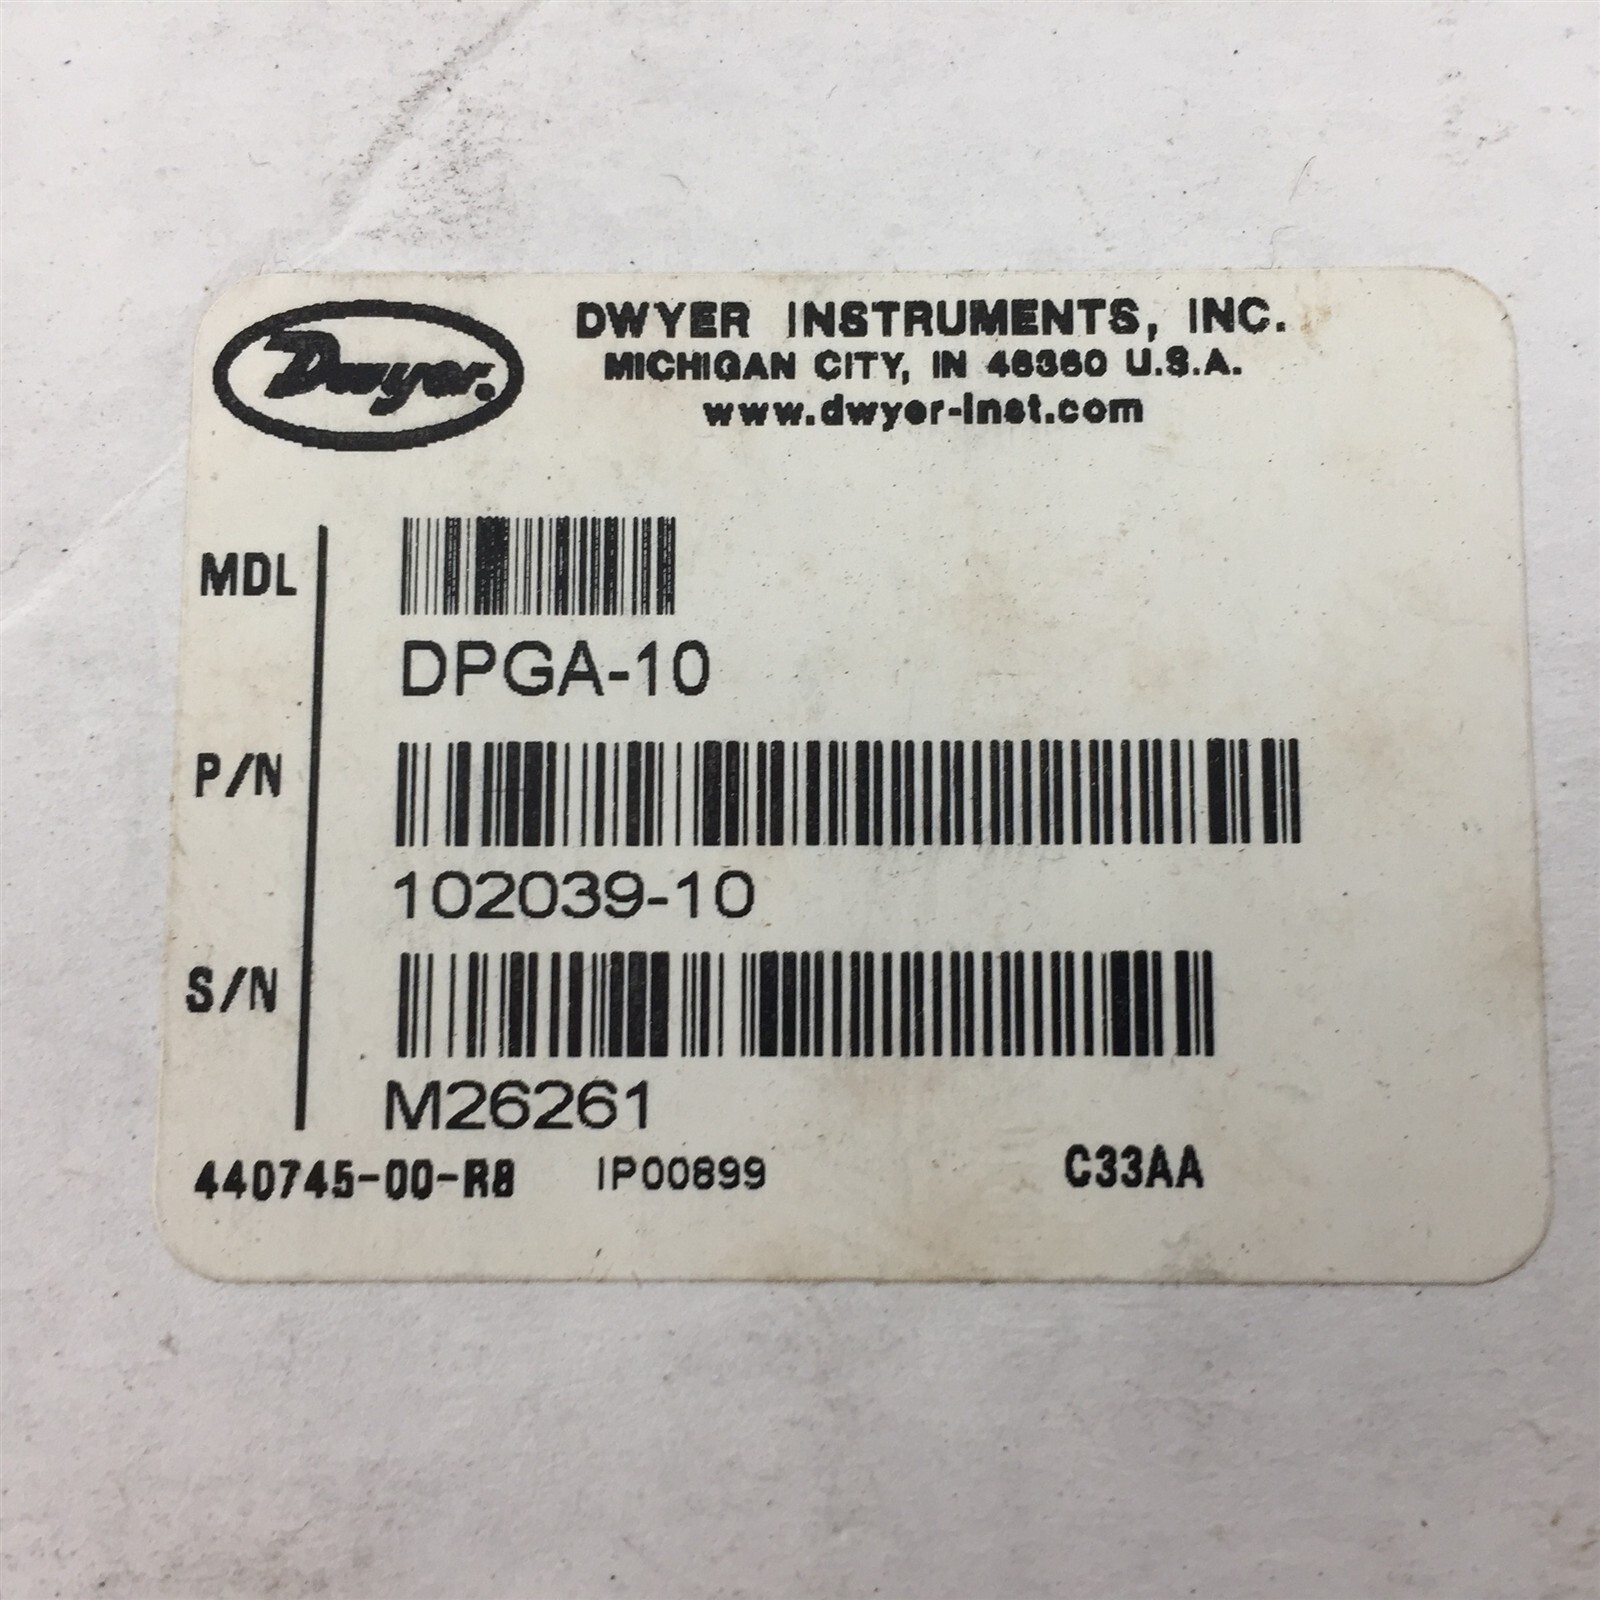 Dwyer.
DWYER INSTRUMENTS, INC.
MICHIGAN CITY, IN 46360 U.S.A.
www.dwyer-inst.com
MDL
DPGA-10
P/N
102039-10
S/N
M26261
440745-00-R8 IP00899 C33AA